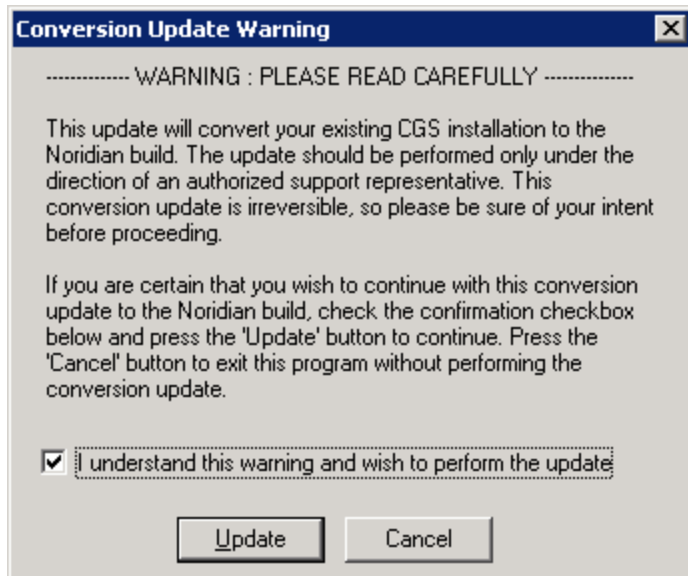 Conversion Update Warning
------------- WARNING : PLEASE READ CAREFULLY --------------
This update will convert your existing CGS installation to the
Noridian build. The update should be performed only under the
direction of an authorized support representative. This
conversion update is irreversible, so please be sure of your intent
before proceeding.
If you are certain that you wish to continue with this conversion
update to the Noridian build, check the confirmation checkbox
below and press the 'Update' button to continue. Press the
'Cancel' button to exit this program without performing the
conversion update.
I understand this warning and wish to perform the update
Update
Cancel